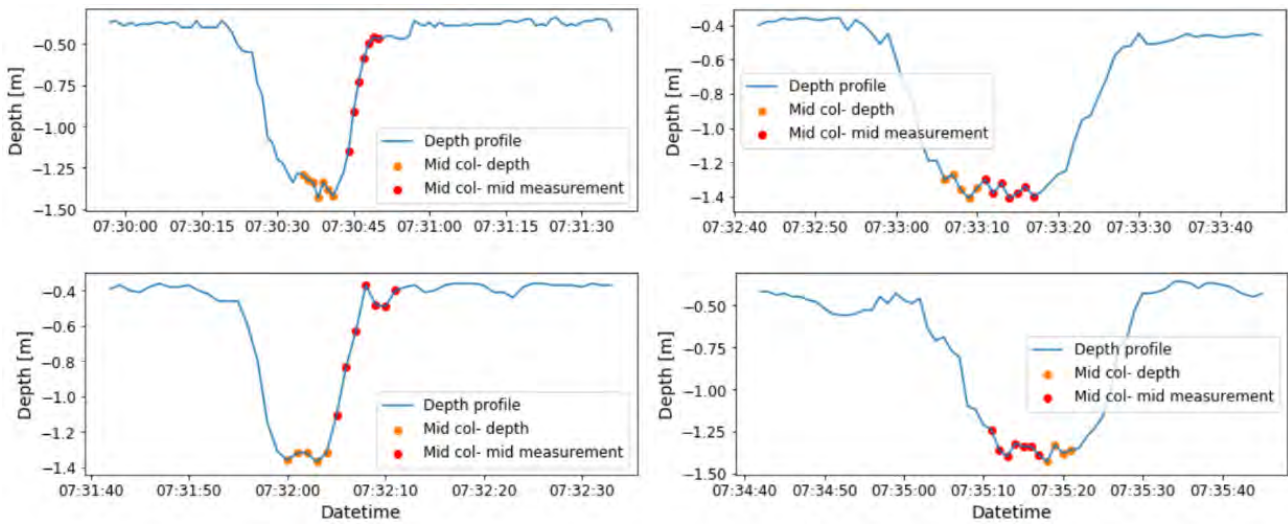 Depth [m]
−0.50
−0.75
−1.00
−1.25
−1.50
Depth profile
Mid col- depth
Mid col- mid measurement
07:30:00 07:30:15 07:30:30 07:30:45 07:31:00 07:31:15 07:31:30
Depth [m]
−0.4
−0.6
−0.8
−1.0
−1.2
−1.4
Depth profile
Mid col- depth
Mid col- mid measurement
07:32:40 07:32:50 07:33:00 07:33:10 07:33:20 07:33:30 07:33:40
Depth [m]
−0.4
−0.6
−0.8
−1.0
−1.2
−1.4
Depth profile
Mid col- depth
Mid col- mid measurement
07:31:40 07:31:50 07:32:00 07:32:10 07:32:20 07:32:30
Datetime
Depth [m]
−0.50
−0.75
−1.00
−1.25
−1.50
Depth profile
Mid col- depth
Mid col- mid measurement
07:34:40 07:34:50 07:35:00 07:35:10 07:35:20 07:35:30 07:35:40
Datetime